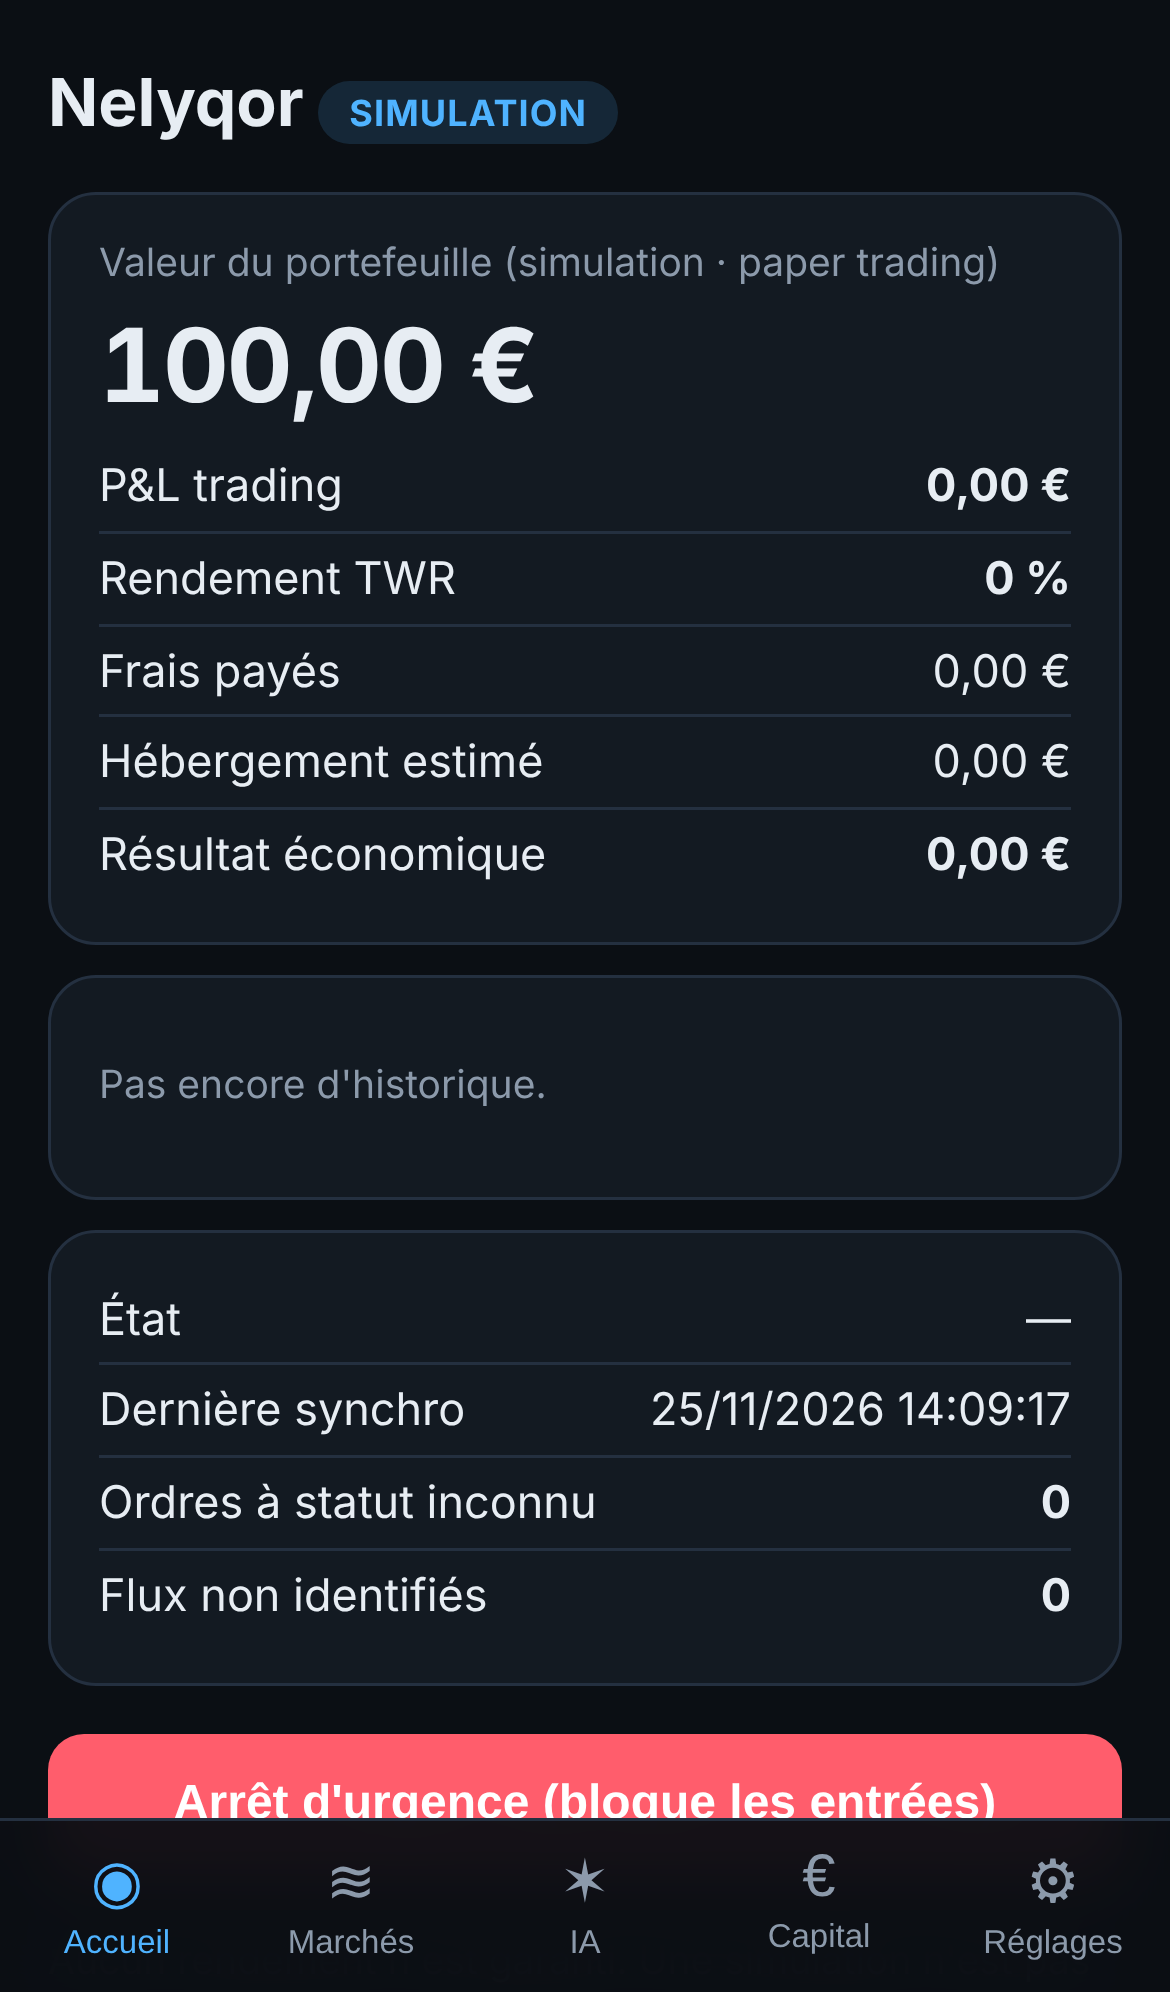 Nelyqor SIMULATION
Valeur du portefeuille (simulation · paper trading)
100,00 €
P&L trading 0,00 €
Rendement TWR 0 %
Frais payés 0,00 €
Hébergement estimé 0,00 €
Résultat économique 0,00 €
Pas encore d'historique.
État —
Dernière synchro 25/11/2026 14:09:17
Ordres à statut inconnu 0
Flux non identifiés 0
Arrêt d'urgence (bloque les entrées)
Accueil Marchés IA € Capital Réglages